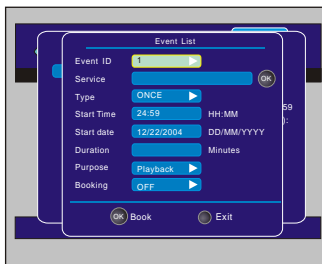 Event List
Event ID 1
Service OK
Type ONCE
59
Start Time 24:59 HH:MM
):
Start date 12/22/2004 DD/MM/YYYY
Duration Minutes
Purpose Playback
Booking OFF
OK Book Exit